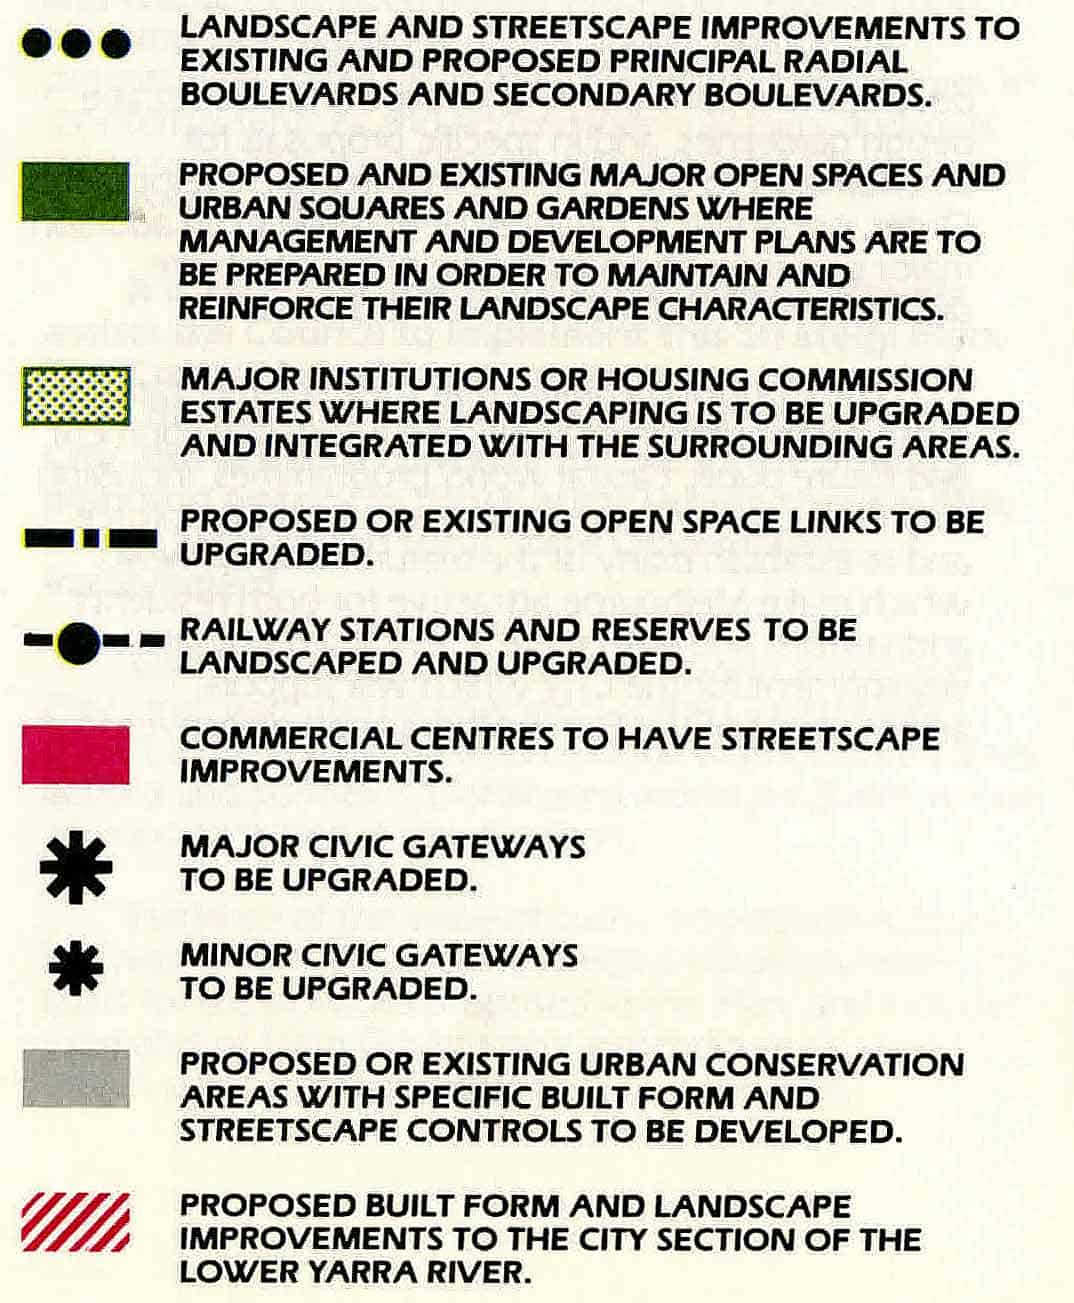 LANDSCAPE AND STREETSCAPE IMPROVEMENTS TO
EXISTING AND PROPOSED PRINCIPAL RADIAL
BOULEVARDS AND SECONDARY BOULEVARDS.
PROPOSED AND EXISTING MAJOR OPEN SPACES AND
URBAN SQUARES AND GARDENS WHERE
MANAGEMENT AND DEVELOPMENT PLANS ARE TO
BE PREPARED IN ORDER TO MAINTAIN AND
REINFORCE THEIR LANDSCAPE CHARACTERISTICS.
MAJOR INSTITUTIONS OR HOUSING COMMISSION
ESTATES WHERE LANDSCAPING IS TO BE UPGRADED
AND INTEGRATED WITH THE SURROUNDING AREAS.
PROPOSED OR EXISTING OPEN SPACE LINKS TO BE
UPGRADED.
RAILWAY STATIONS AND RESERVES TO BE
LANDSCAPED AND UPGRADED.
COMMERCIAL CENTRES TO HAVE STREETSCAPE
IMPROVEMENTS.
MAJOR CIVIC GATEWAYS
TO BE UPGRADED.
MINOR CIVIC GATEWAYS
TO BE UPGRADED.
PROPOSED OR EXISTING URBAN CONSERVATION
AREAS WITH SPECIFIC BUILT FORM AND
STREETSCAPE CONTROLS TO BE DEVELOPED.
PROPOSED BUILT FORM AND LANDSCAPE
IMPROVEMENTS TO THE CITY SECTION OF THE
LOWER YARRA RIVER.